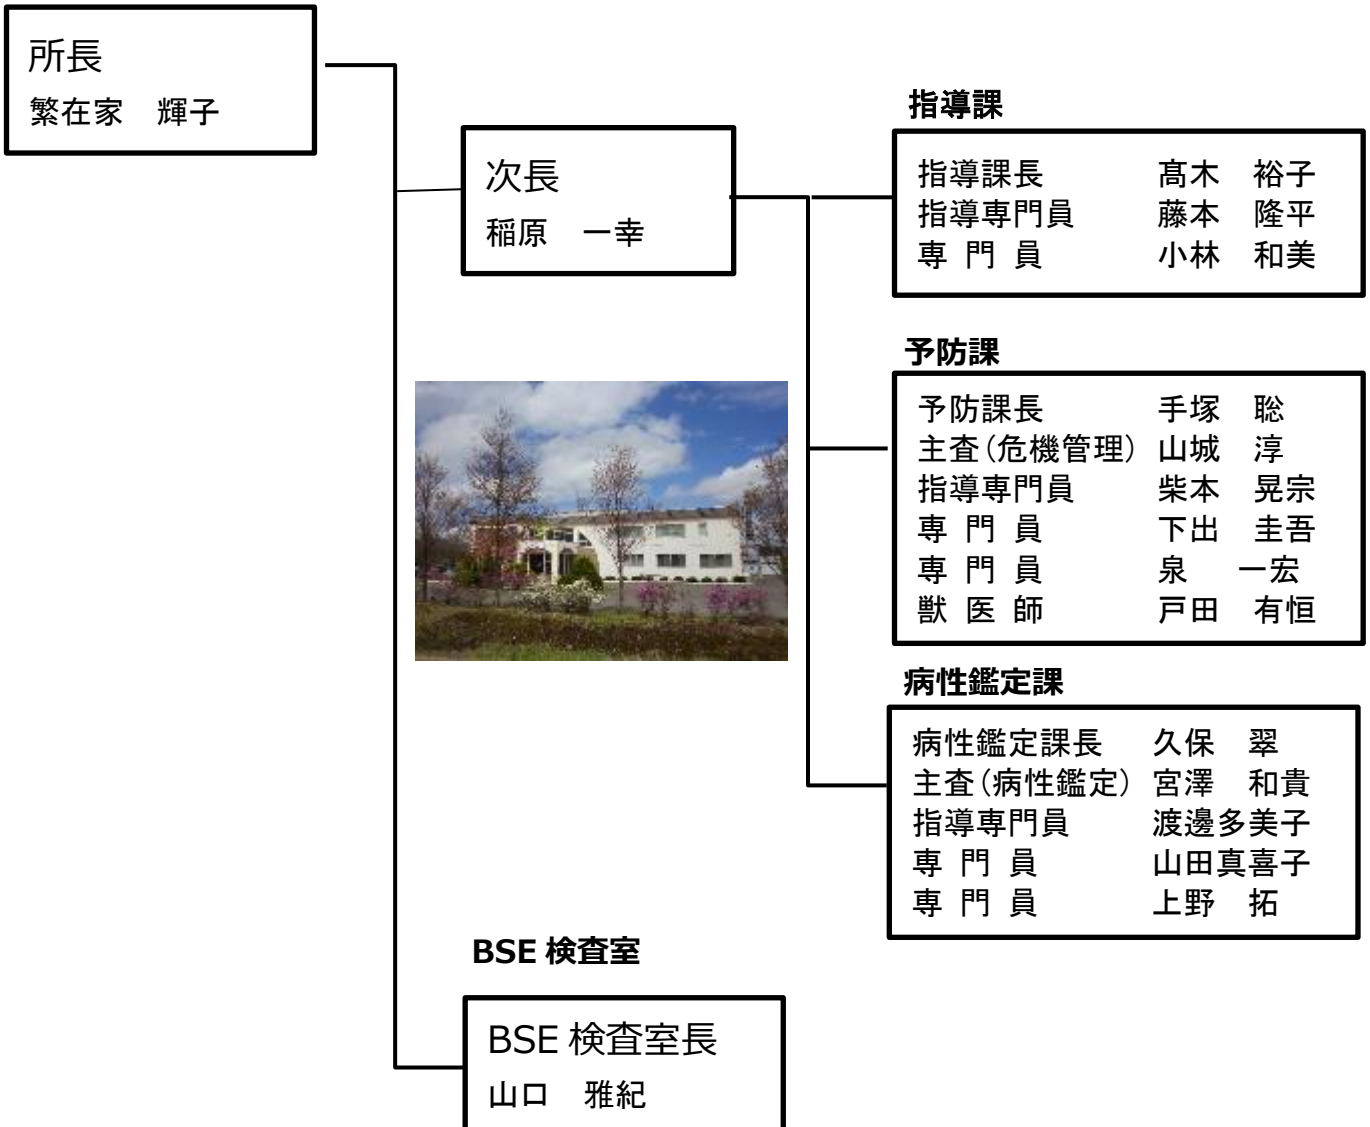 所長
繁在家　輝子
次長
稲原　一幸
指導課
指導課長　髙木　裕子
指導専門員　藤本　隆平
専 門 員　小林　和美
予防課
予防課長　手塚　聡
主査（危機管理）　山城　淳
指導専門員　柴本　晃宗
専 門 員　下出　圭吾
専 門 員　泉　一宏
獣 医 師　戸田　有恒
病性鑑定課
病性鑑定課長　久保　翠
主査（病性鑑定）　宮澤　和貴
指導専門員　渡邊多美子
専 門 員　山田真喜子
専 門 員　上野　拓
BSE 検査室
BSE 検査室長
山口　雅紀